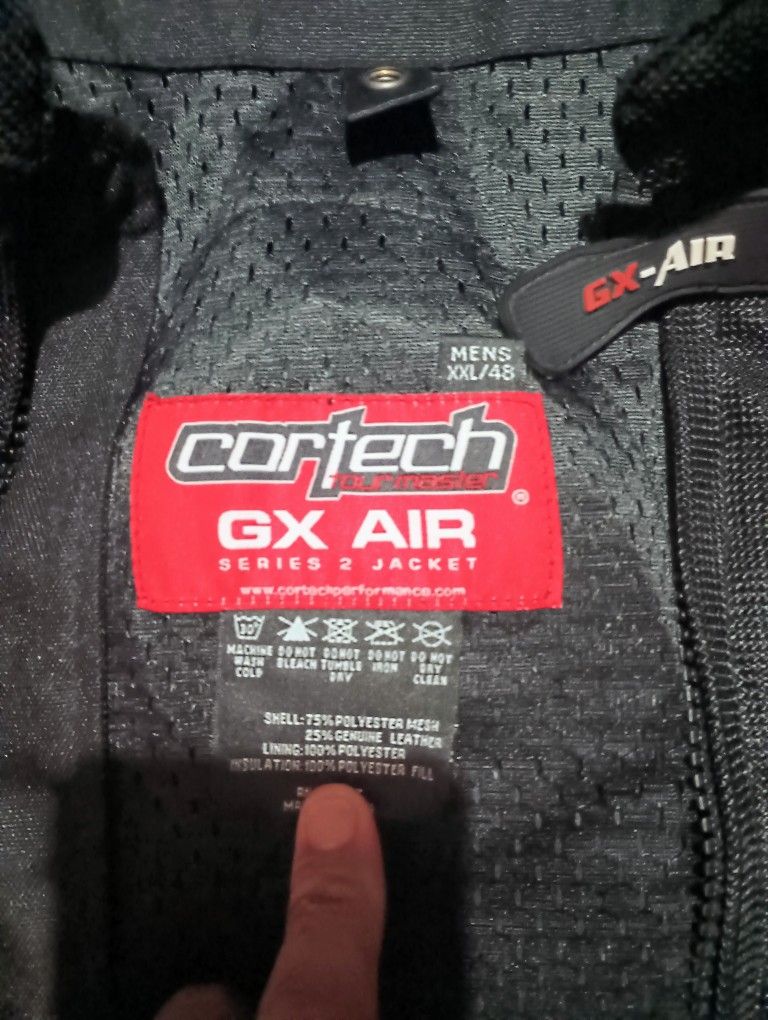 GX-AIR
MENS
XXL/48
cortech
Tourmaster
®
GX AIR
SERIES 2 JACKET
www.cortechperformance.com
30°
MACHINE WASH COLD
DO NOT BLEACH
DO NOT TUMBLE DRY
DO NOT IRON
DO NOT DRY CLEAN
SHELL: 75% POLYESTER MESH
25% GENUINE LEATHER
LINING: 100% POLYESTER
INSULATION: 100% POLYESTER FILL